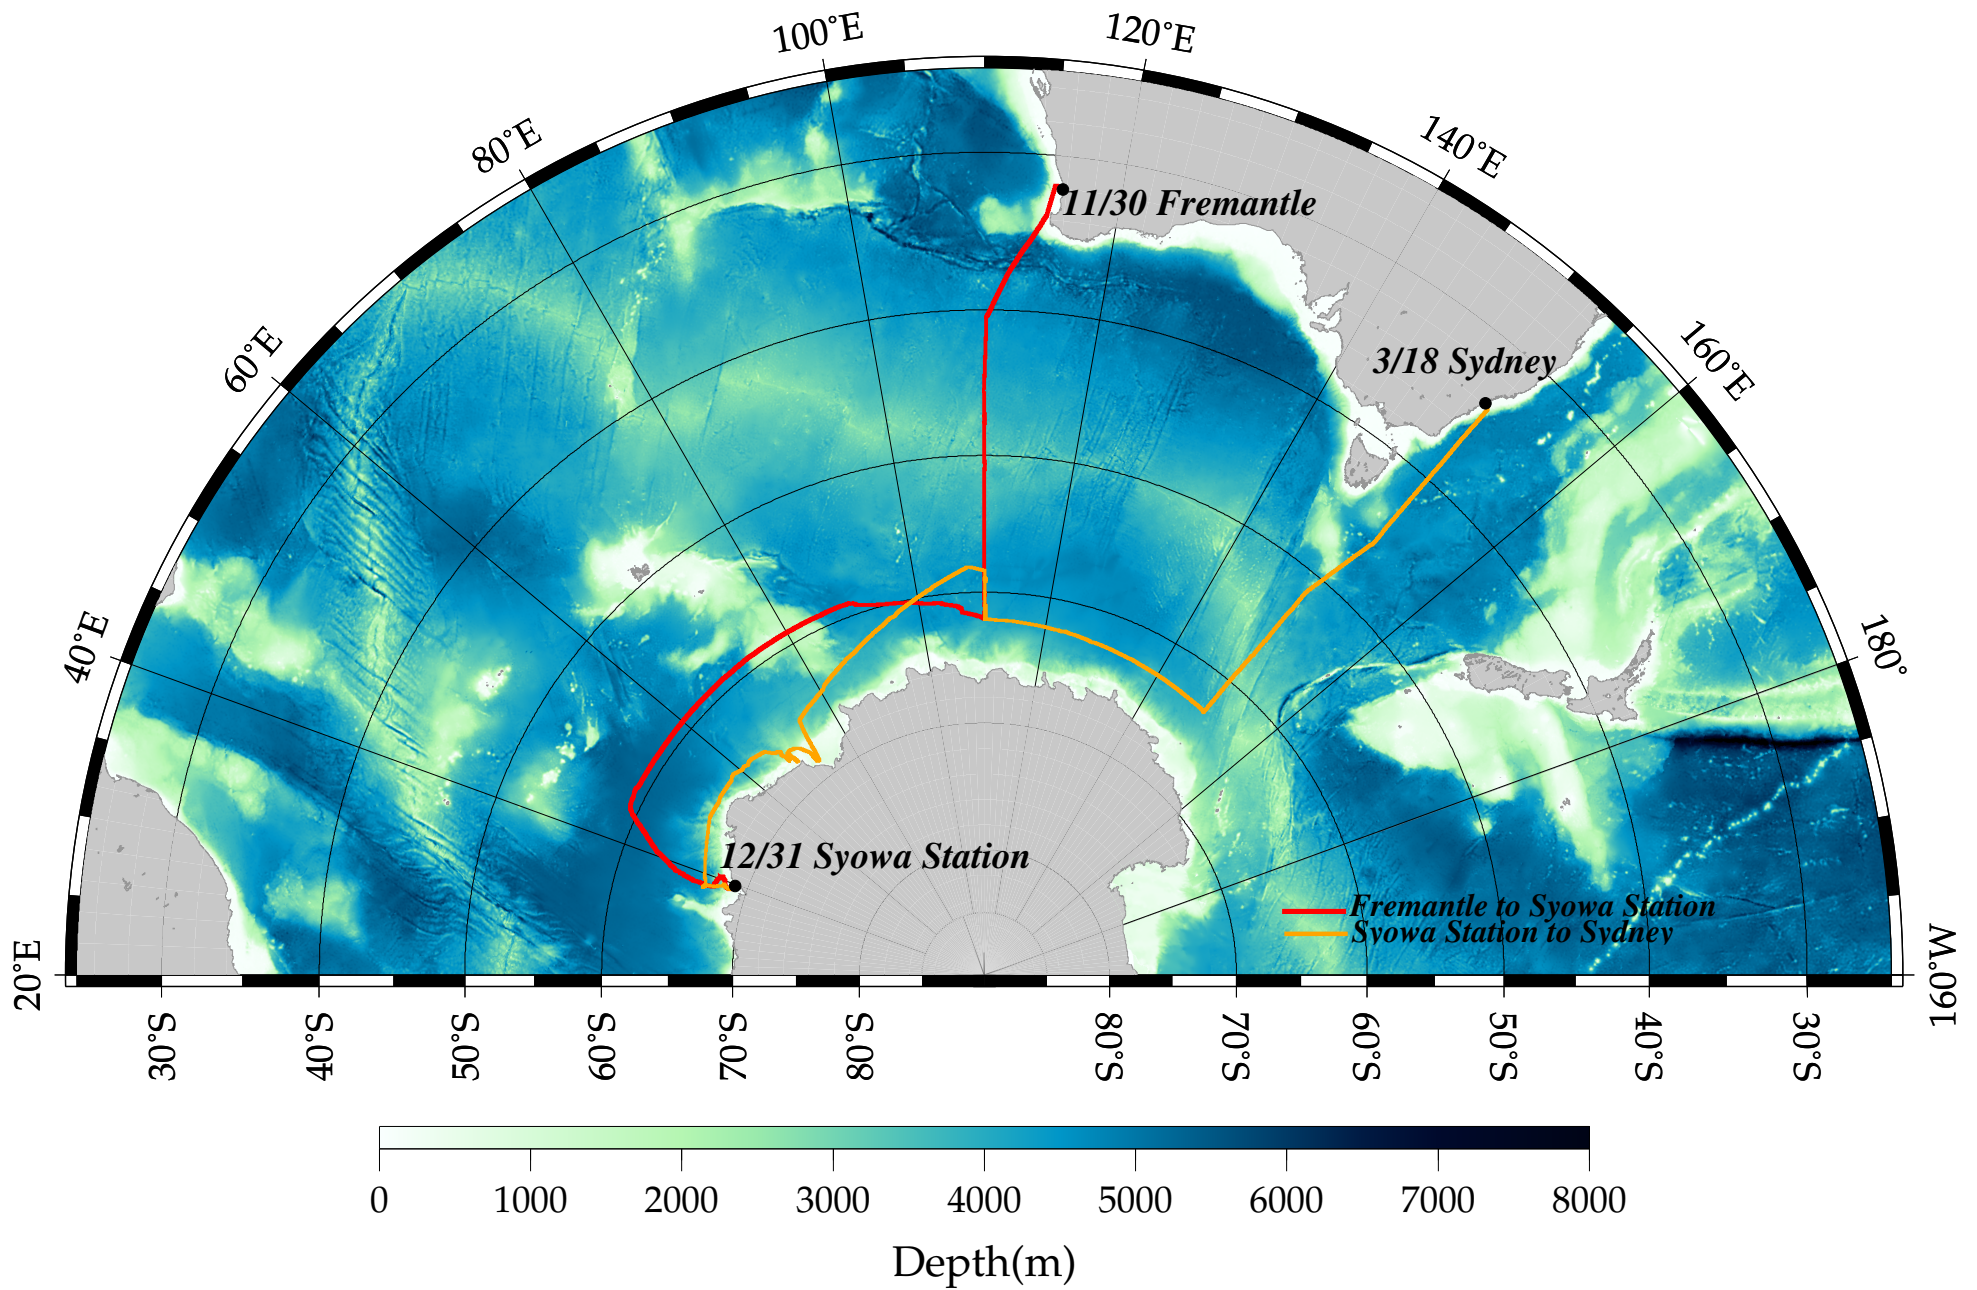 100°E
120°E
80°E
140°E
60°E
160°E
40°E
180°
20°E
160°W
11/30 Fremantle
3/18 Sydney
12/31 Syowa Station
Fremantle to Syowa Station
Syowa Station to Sydney
30°S
40°S
50°S
60°S
70°S
80°S
80°S
70°S
60°S
50°S
40°S
30°S
0 1000 2000 3000 4000 5000 6000 7000 8000
Depth(m)